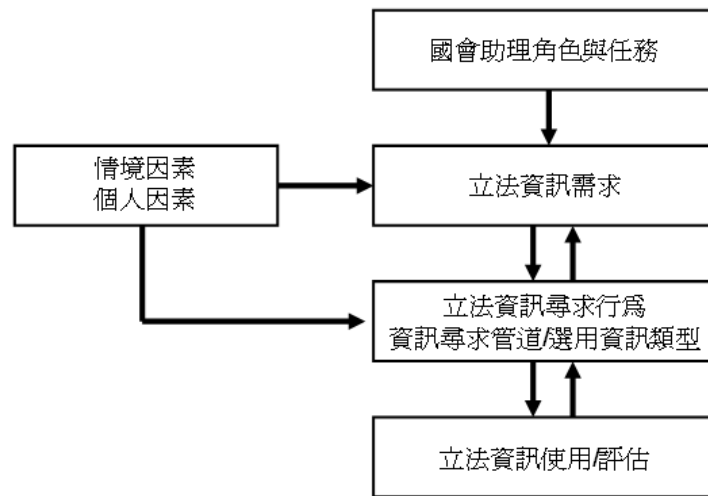 國會助理角色與任務
情境因素
個人因素
立法資訊需求
立法資訊尋求行為
資訊尋求管道/選用資訊類型
立法資訊使用/評估